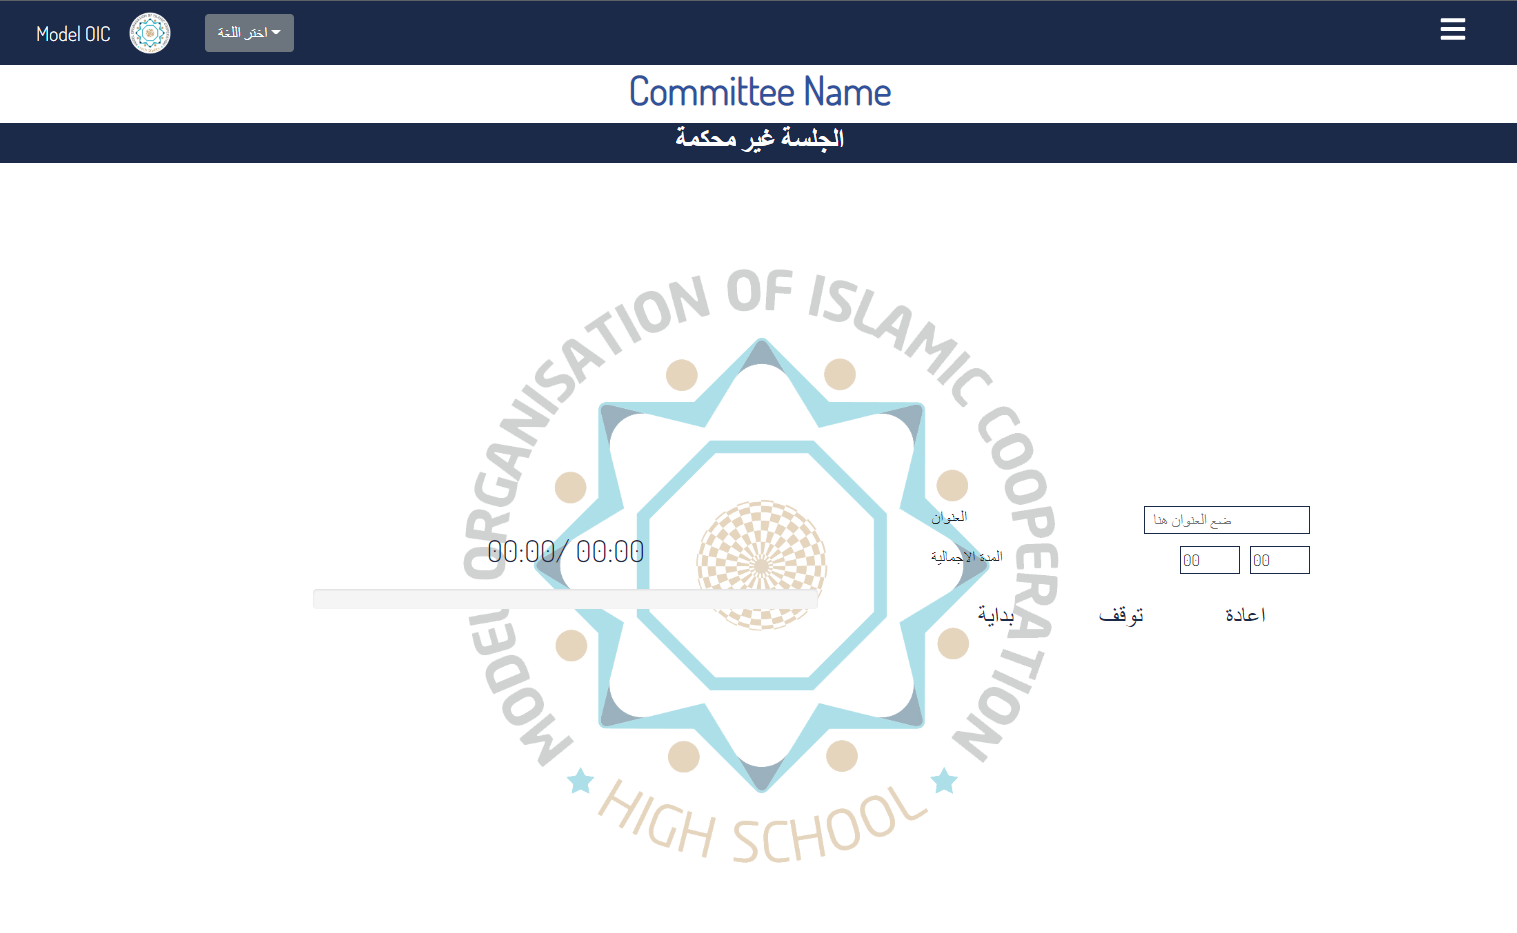 Model OIC
اختر اللغة
Committee Name
الجلسة غير محكمة
MODEL ORGANISATION OF ISLAMIC COOPERATION
HIGH SCHOOL
00:00/ 00:00
العنوان
ضع العنوان هنا
المدة الاجمالية
00 00
بداية توقف اعادة